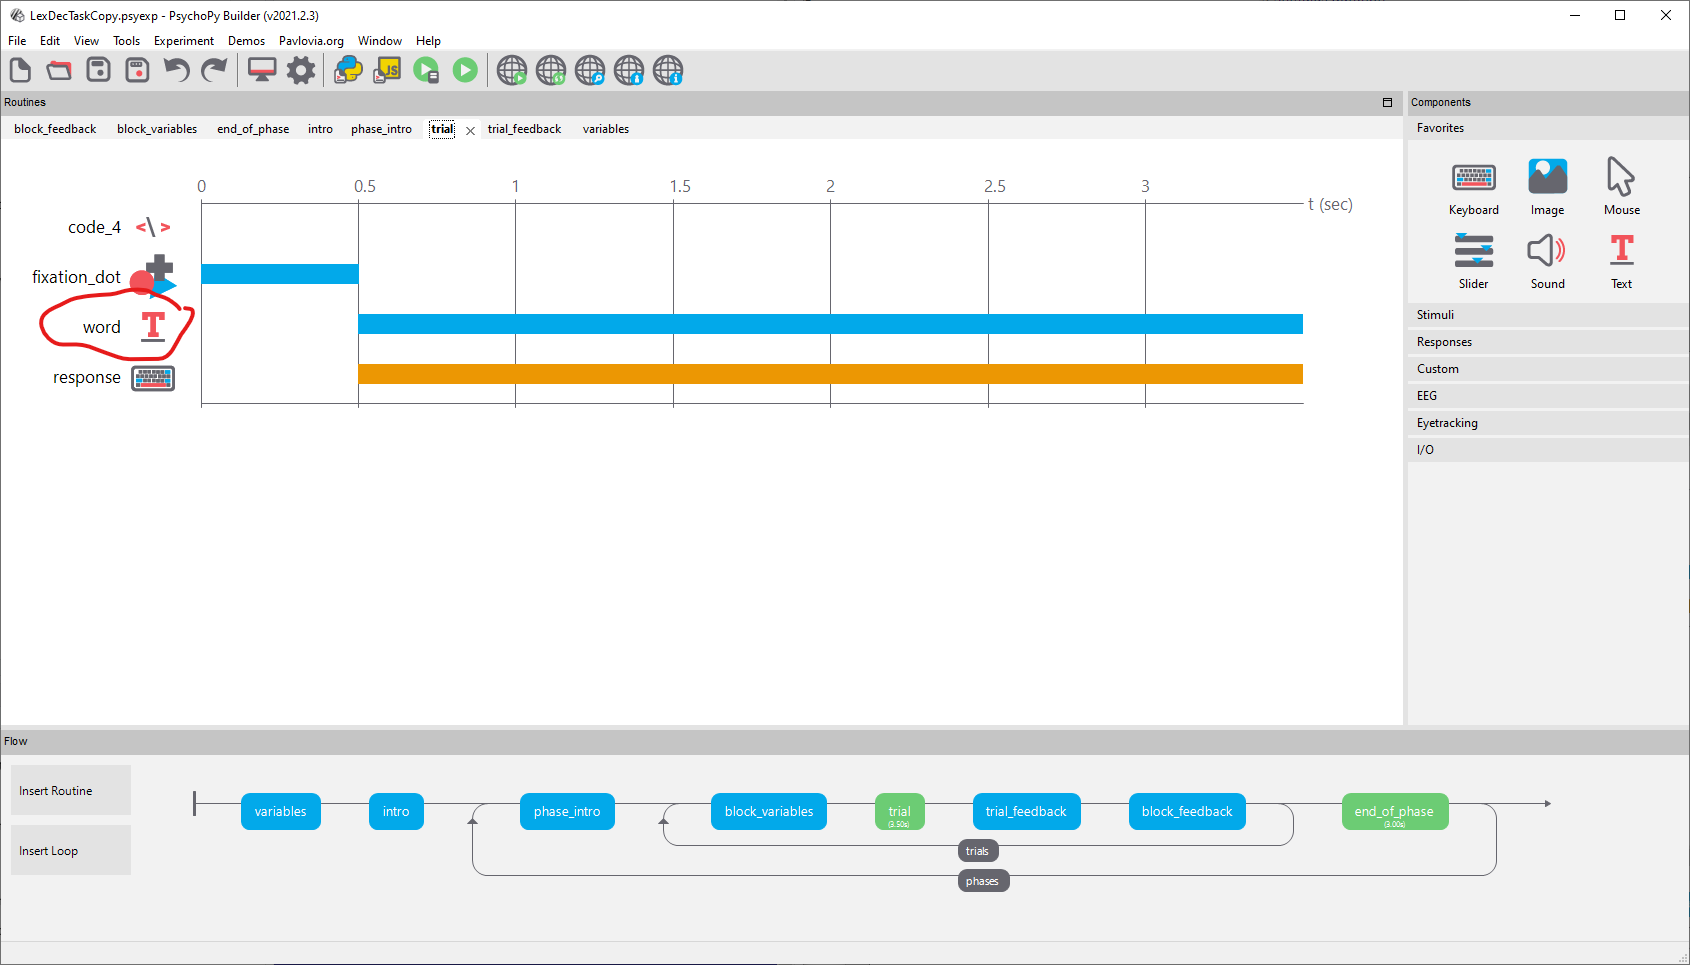 LexDecTaskCopy.psyexp - PsychoPy Builder (v2021.2.3)
File Edit View Tools Experiment Demos Pavlovia.org Window Help
JS
Routines
block_feedback block_variables end_of_phase intro phase_intro trial trial_feedback variables
0 0.5 1 1.5 2 2.5 3
t (sec)
code_4
fixation_dot
word T
response
Components
Favorites
Keyboard Image Mouse
Slider Sound Text
Stimuli
Responses
Custom
EEG
Eyetracking
I/O
Flow
Insert Routine
Insert Loop
variables intro phase_intro block_variables trial trial_feedback block_feedback end_of_phase
(3.50s) (3.00s)
trials
phases